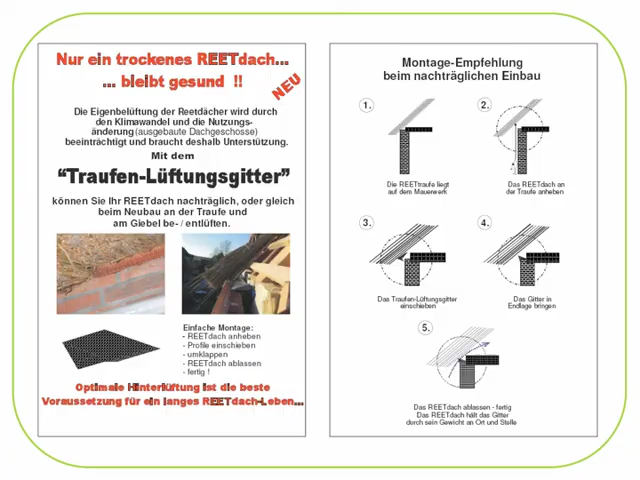 Nur ein trockenes REETdach...
... bleibt gesund !!
NEU
Die Eigenbelüftung der Reetdächer wird durch
den Klimawandel und die Nutzungs-
änderung (ausgebaute Dachgeschosse)
beeinträchtigt und braucht deshalb Unterstützung.
Mit dem
“Traufen-Lüftungsgitter”
können Sie Ihr REETdach nachträglich, oder gleich
beim Neubau an der Traufe und
am Giebel be- / entlüften.
Einfache Montage:
- REETdach anheben
- Profile einschieben
- umklappen
- REETdach ablassen
- fertig !
Optimale Hinterlüftung ist die beste
Voraussetzung für ein langes REETdach-Leben...
Montage-Empfehlung
beim nachträglichen Einbau
1.
Die REETtraufe liegt
auf dem Mauerwerk
2.
Das REETdach an
der Traufe anheben
3.
Das Traufen-Lüftungsgitter
einschieben
4.
Das Gitter in
Endlage bringen
5.
Das REETdach ablassen - fertig
Das REETdach hält das Gitter
durch sein Gewicht an Ort und Stelle